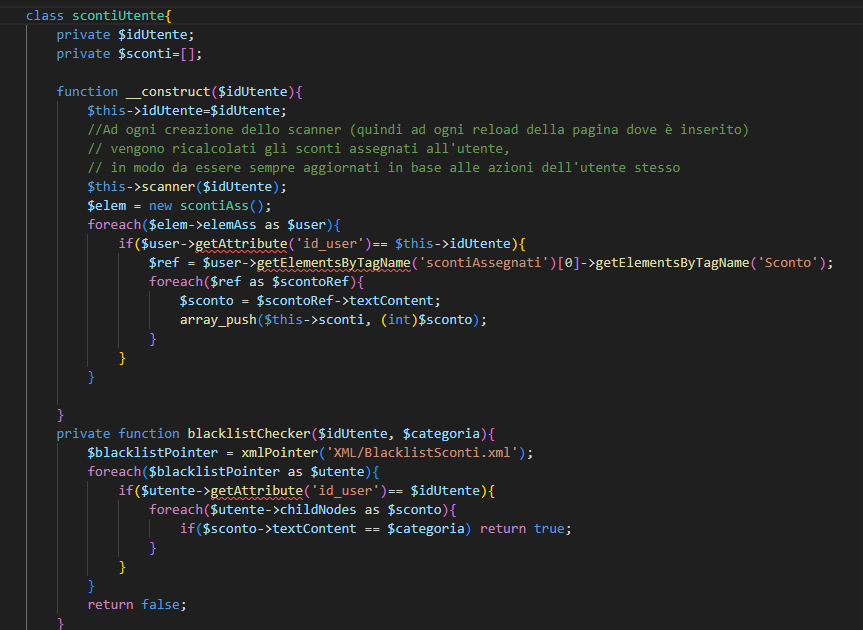 class scontiUtente{
    private $idUtente;
    private $sconti=[];

    function __construct($idUtente){
        $this->idUtente=$idUtente;
        //Ad ogni creazione dello scanner (quindi ad ogni reload della pagina dove è inserito)
        // vengono ricalcolati gli sconti assegnati all'utente,
        // in modo da essere sempre aggiornati in base alle azioni dell'utente stesso
        $this->scanner($idUtente);
        $elem = new scontiAss();
        foreach($elem->elemAss as $user){
            if($user->getAttribute('id_user')== $this->idUtente){
                $ref = $user->getElementsByTagName('scontiAssegnati')[0]->getElementsByTagName('Sconto');
                foreach($ref as $scontoRef){
                    $sconto = $scontoRef->textContent;
                    array_push($this->sconti, (int)$sconto);
                }
            }
        }

    }
    private function blacklistChecker($idUtente, $categoria){
        $blacklistPointer = xmlPointer('XML/BlacklistSconti.xml');
        foreach($blacklistPointer as $utente){
            if($utente->getAttribute('id_user')== $idUtente){
                foreach($utente->childNodes as $sconto){
                    if($sconto->textContent == $categoria) return true;
                }
            }
        }
        return false;
    }